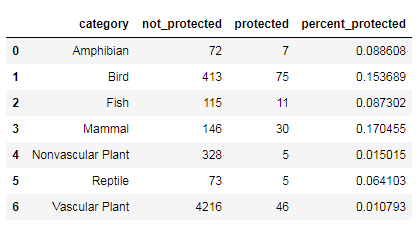 category not_protected protected percent_protected
0 Amphibian 72 7 0.088608
1 Bird 413 75 0.153689
2 Fish 115 11 0.087302
3 Mammal 146 30 0.170455
4 Nonvascular Plant 328 5 0.015015
5 Reptile 73 5 0.064103
6 Vascular Plant 4216 46 0.010793